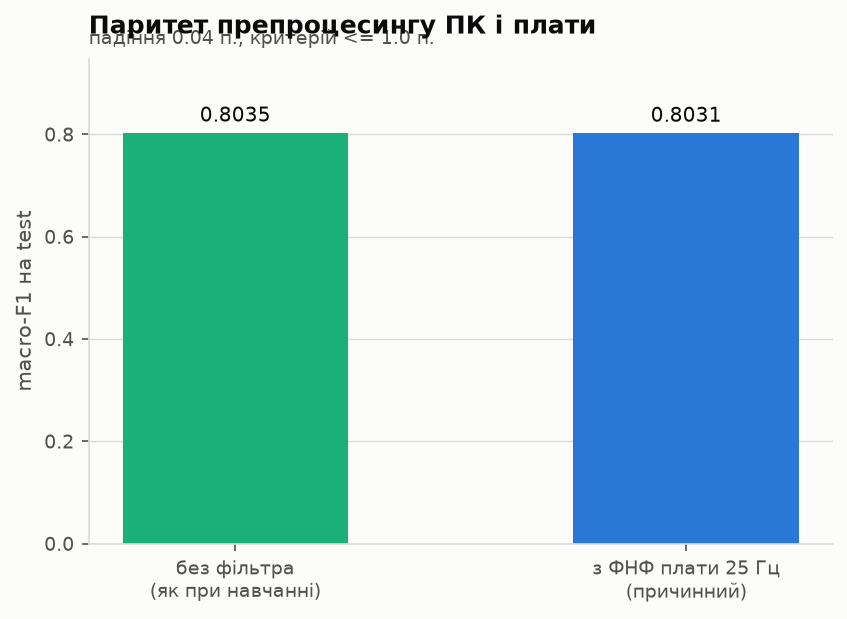 Паритет препроцесингу ПК і плати
падіння 0.04 п., критерій <= 1.0 п.
0.8035
0.8031
0.8
0.6
0.4
0.2
0.0
macro-F1 на test
без фільтра
(як при навчанні)
з ФНФ плати 25 Гц
(причинний)